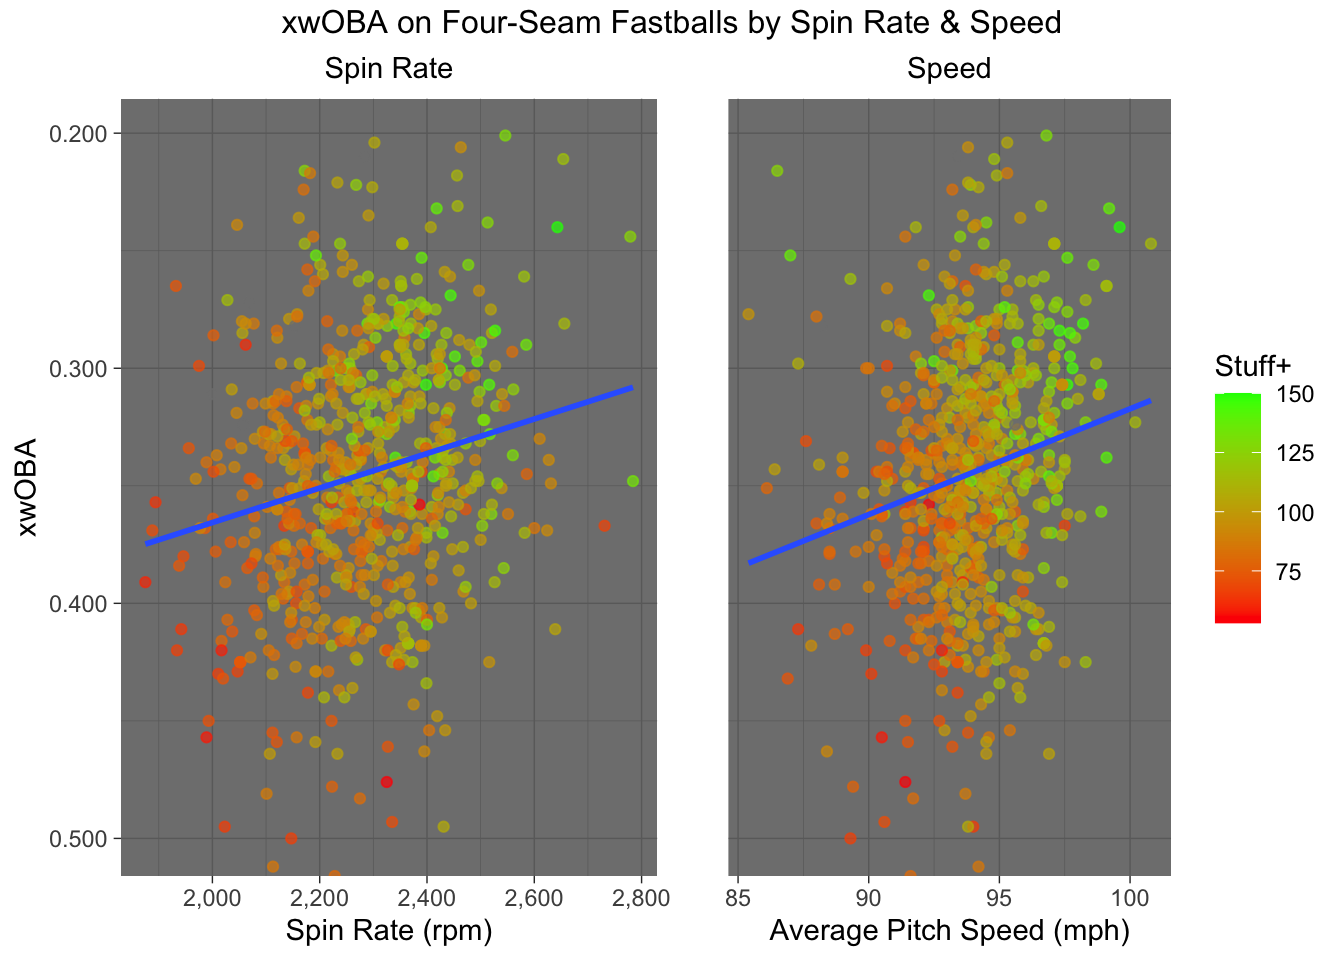 xwOBA on Four-Seam Fastballs by Spin Rate & Speed
Spin Rate
Speed
xwOBA
0.200
0.300
0.400
0.500
2,000
2,200
2,400
2,600
2,800
Spin Rate (rpm)
85
90
95
100
Average Pitch Speed (mph)
Stuff+
150
125
100
75